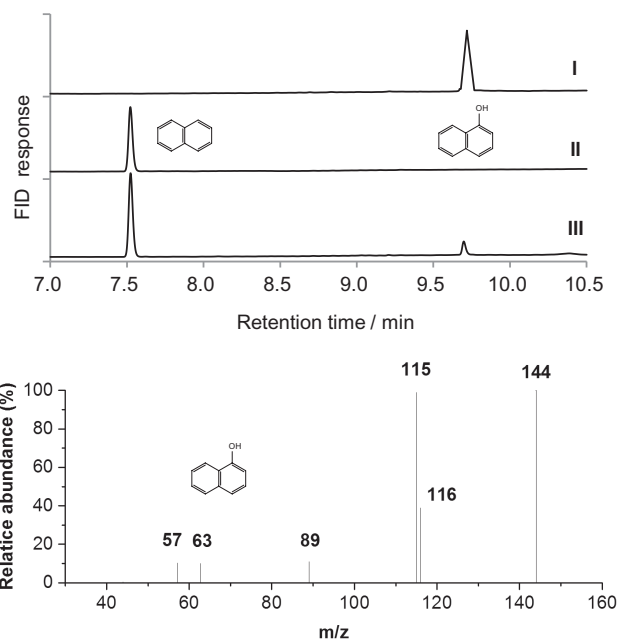 I
OH
II
III
FID response
7.0 7.5 8.0 8.5 9.0 9.5 10.0 10.5
Retention time / min
115 144
100
80
OH
60
116
40
57 63 89
20
0
Relatice abundance (%)
40 60 80 100 120 140 160
m/z